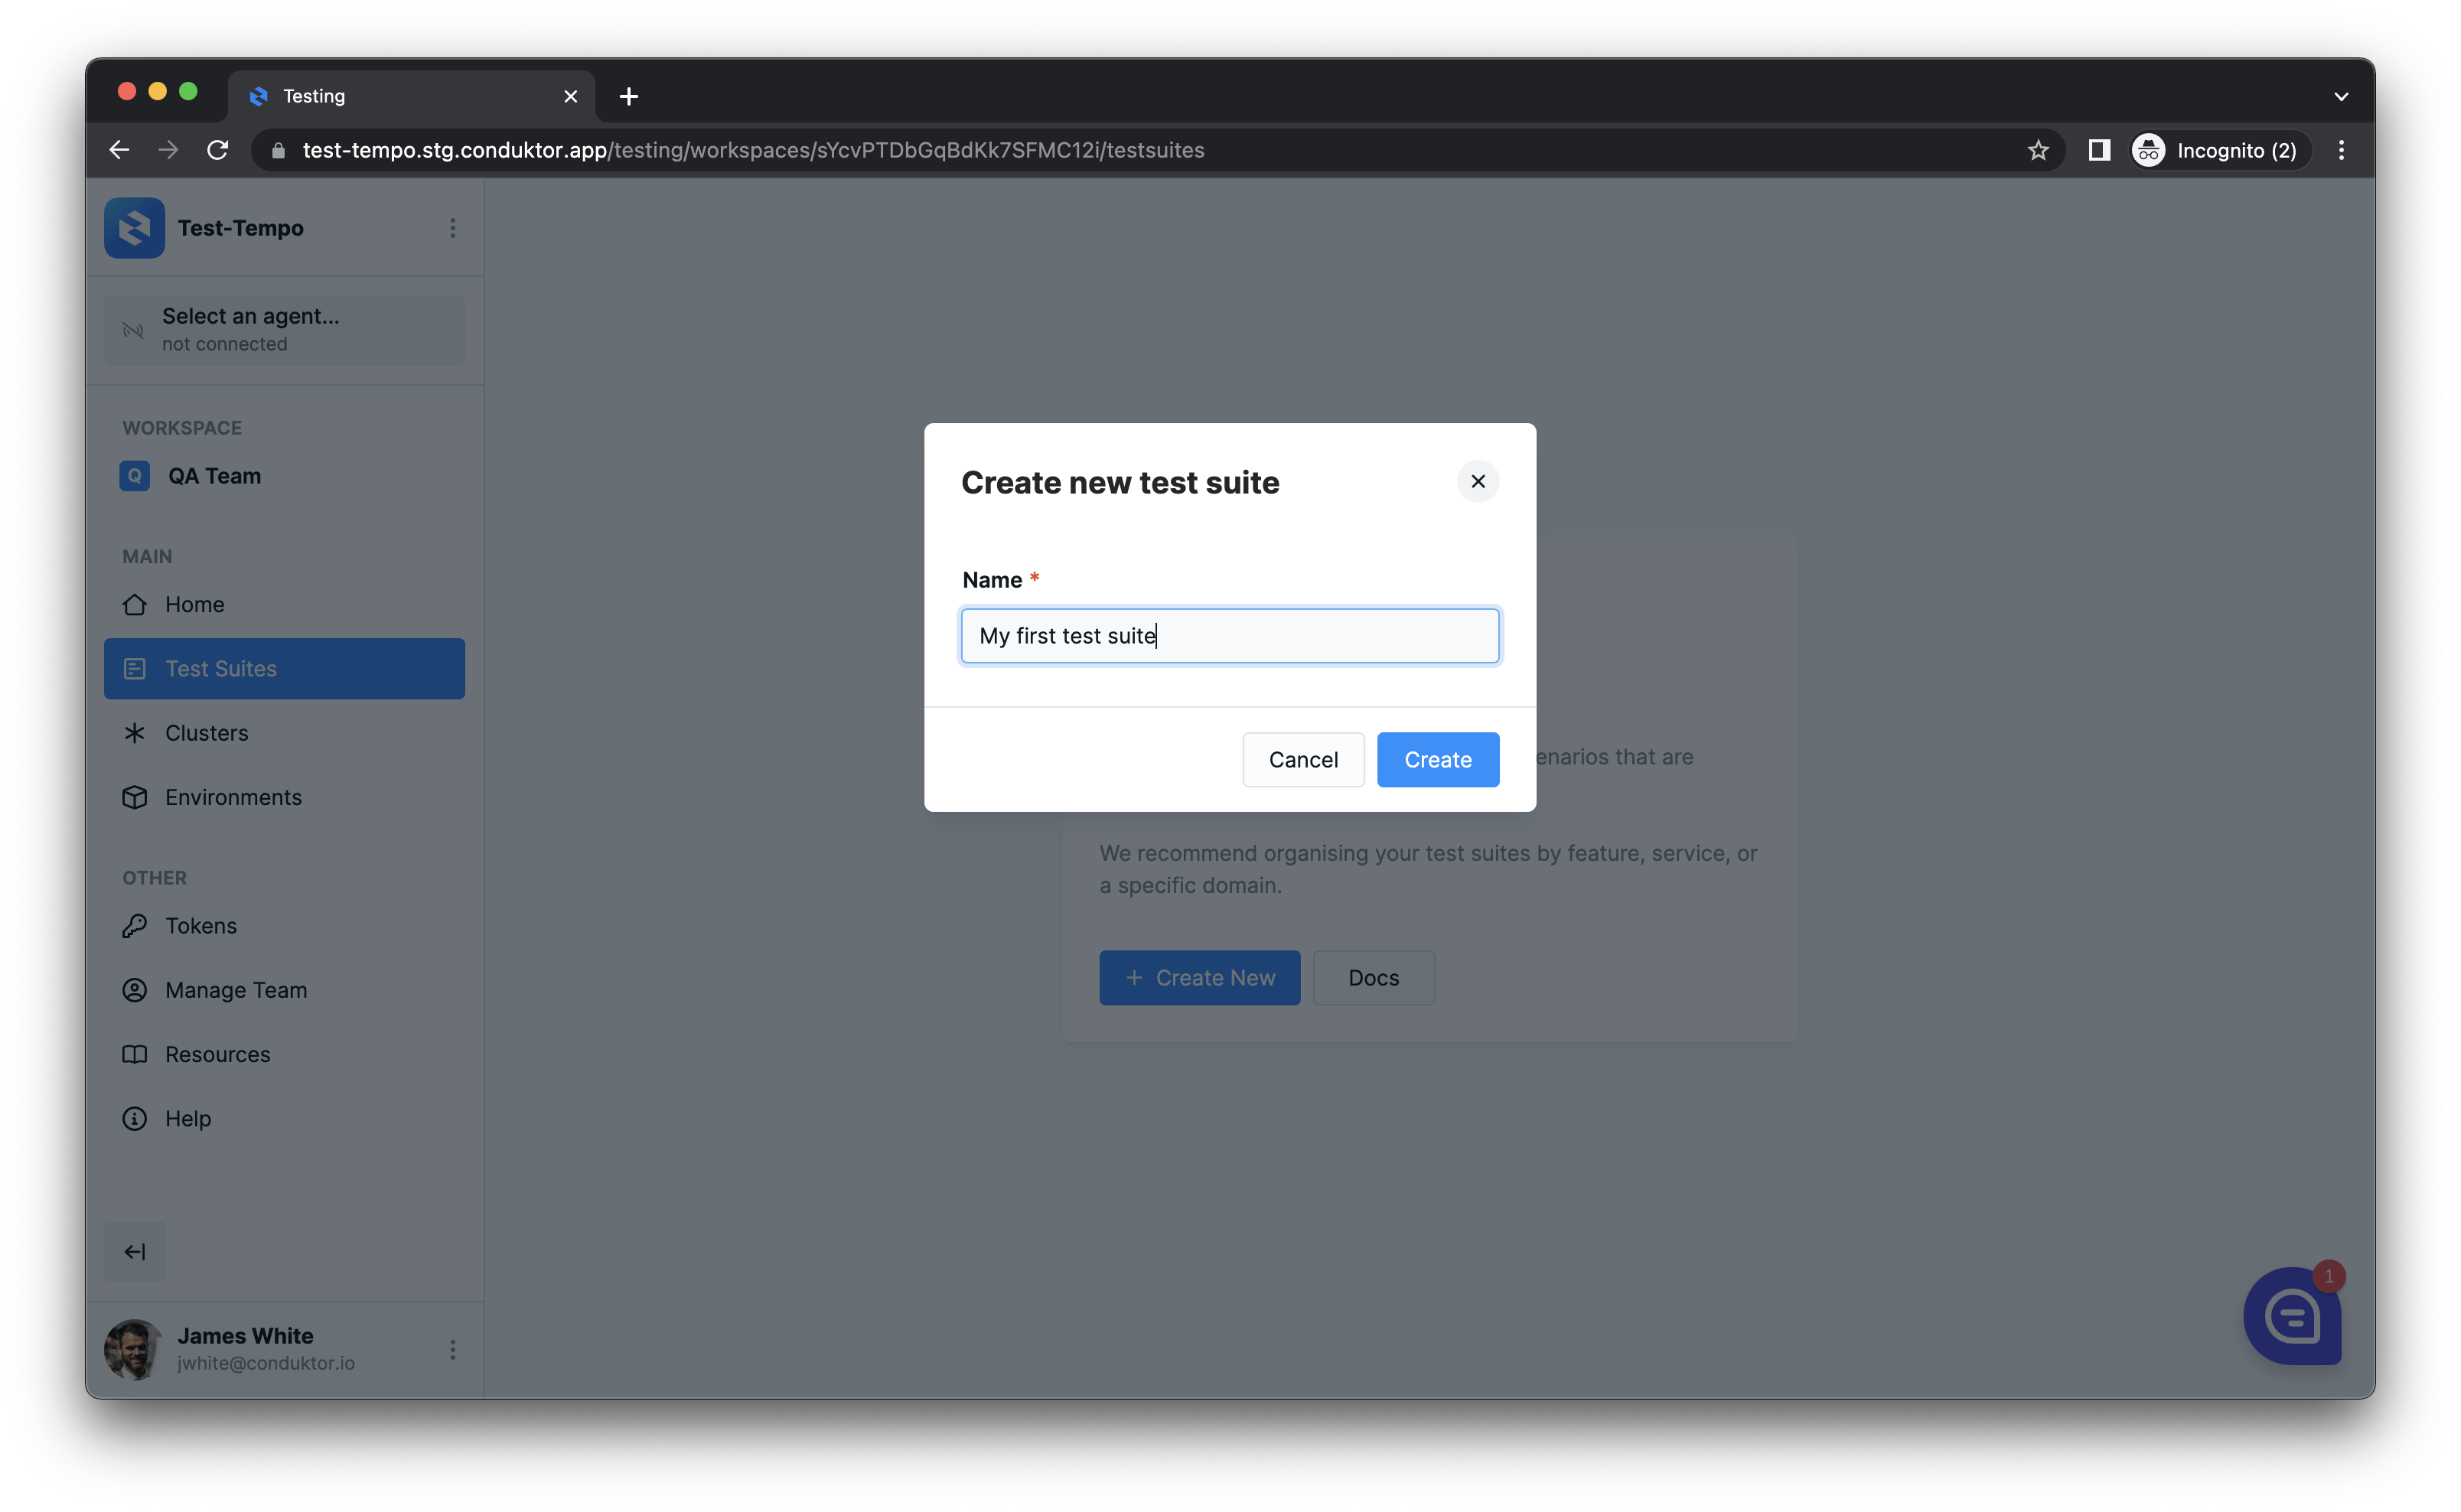 Testing
test-tempo.stg.conduktor.app/testing/workspaces/sYcvPTDbGqBdKk7SFMC12i/testsuites
Incognito (2)
Test-Tempo
Select an agent...
not connected
WORKSPACE
Q QA Team
MAIN
Home
Test Suites
Clusters
Environments
OTHER
Tokens
Manage Team
Resources
Help
James White
jwhite@conduktor.io
Create new test suite
Name *
My first test suite
Cancel
Create
enarios that are
We recommend organising your test suites by feature, service, or
a specific domain.
+ Create New
Docs
1